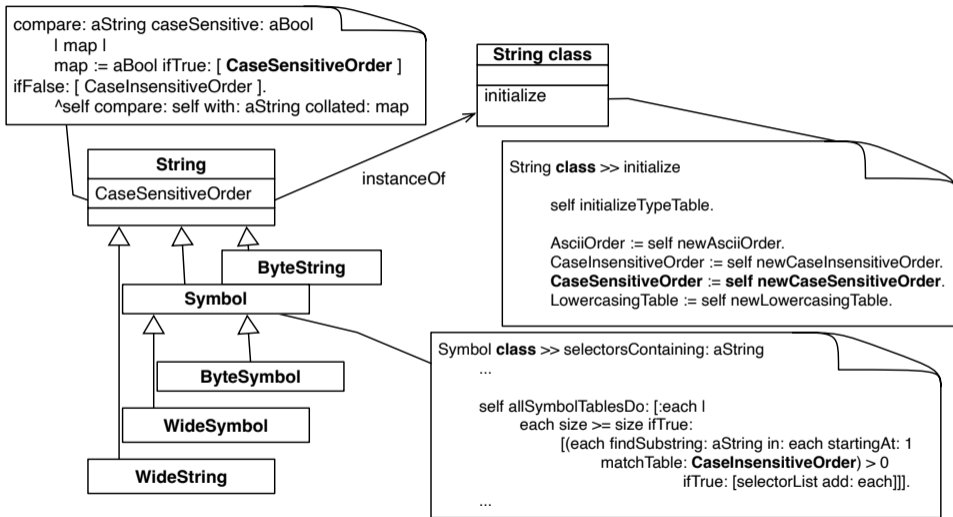 compare: aString caseSensitive: aBool
| map |
map := aBool ifTrue: [ CaseSensitiveOrder ]
ifFalse: [ CaseInsensitiveOrder ].
^self compare: self with: aString collated: map
String class
initialize
String
CaseSensitiveOrder
instanceOf
String class >> initialize
self initializeTypeTable.
AsciiOrder := self newAsciiOrder.
CaseInsensitiveOrder := self newCaseInsensitiveOrder.
CaseSensitiveOrder := self newCaseSensitiveOrder.
LowercasingTable := self newLowercasingTable.
ByteString
Symbol
ByteSymbol
WideSymbol
WideString
Symbol class >> selectorsContaining: aString
...
self allSymbolTablesDo: [:each |
each size >= size ifTrue:
[(each findSubstring: aString in: each startingAt: 1
matchTable: CaseInsensitiveOrder) > 0
ifTrue: [selectorList add: each]]].
...